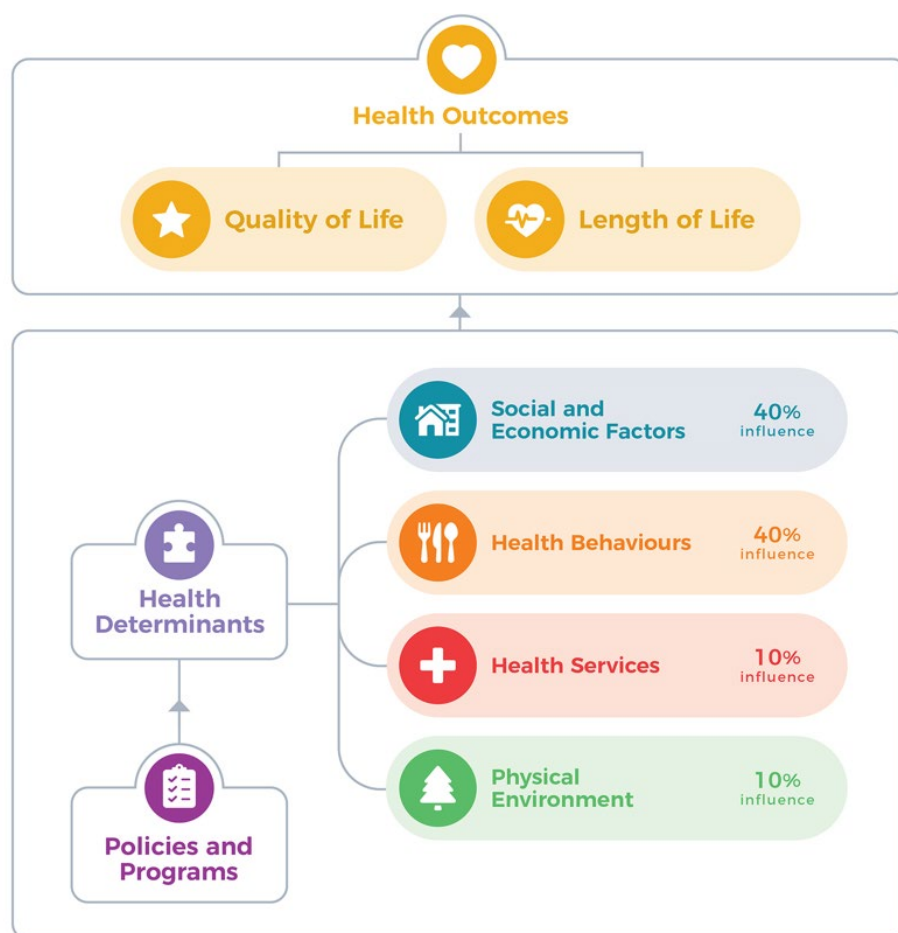 Health Outcomes
Quality of Life
Length of Life
Social and
Economic Factors
40%
influence
Health Behaviours
40%
influence
Health
Determinants
Health Services
10%
influence
Physical
Environment
10%
influence
Policies and
Programs